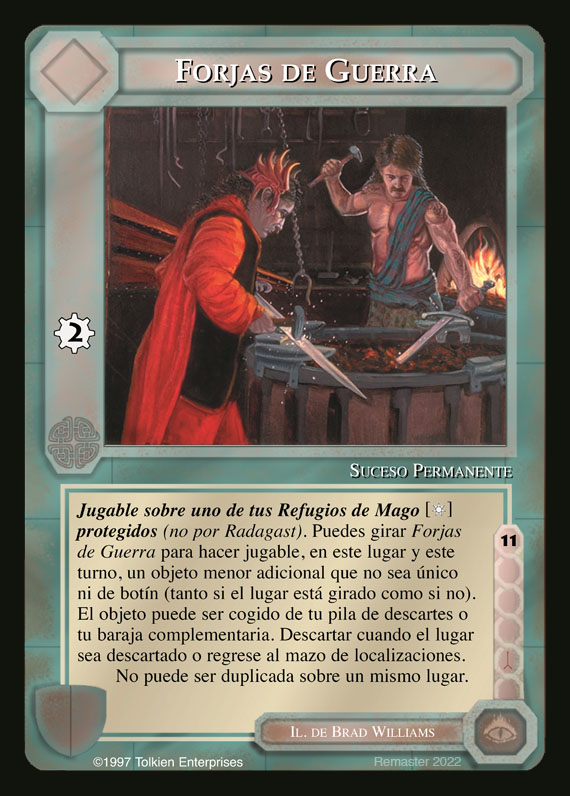 Forjas de Guerra
2
Suceso Permanente
Jugable sobre uno de tus Refugios de Mago [ ]
protegidos (no por Radagast). Puedes girar Forjas
de Guerra para hacer jugable, en este lugar y este
turno, un objeto menor adicional que no sea único
ni de botín (tanto si el lugar está girado como si no).
El objeto puede ser cogido de tu pila de descartes o
tu baraja complementaria. Descartar cuando el lugar
sea descartado o regrese al mazo de localizaciones.
No puede ser duplicada sobre un mismo lugar.
11
Il. de Brad Williams
©1997 Tolkien Enterprises
Remaster 2022